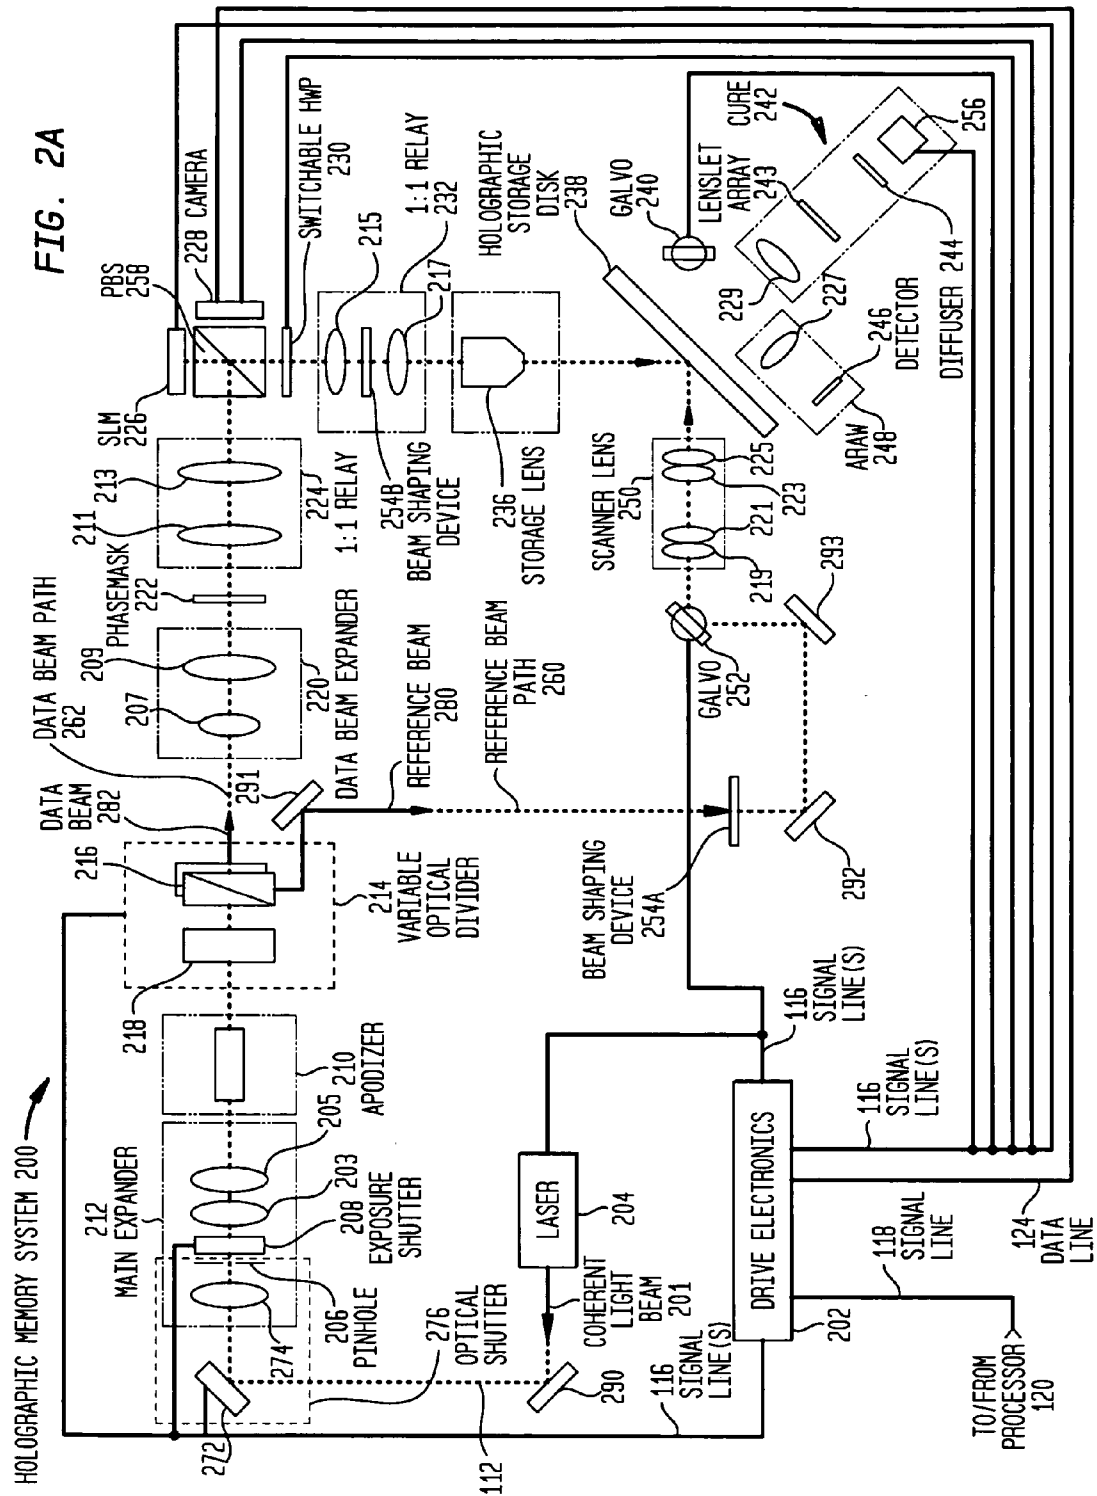 FIG. 2A
HOLOGRAPHIC MEMORY SYSTEM 200
272
112
274
206
PINHOLE
276
OPTICAL
SHUTTER
212
MAIN EXPANDER
208
EXPOSURE
SHUTTER
203
205
210
APODIZER
218
216
214
VARIABLE
OPTICAL
DIVIDER
DATA
BEAM
282
DATA BEAM PATH
262
291
207
209
220
DATA BEAM EXPANDER
REFERENCE BEAM
280
REFERENCE BEAM
PATH
260
PHASEMASK
222
211
213
224
1:1 RELAY
SLM
226
PBS
258
228 CAMERA
SWITCHABLE HWP
230
215
1:1 RELAY
232
217
254B
BEAM SHAPING
DEVICE
HOLOGRAPHIC
STORAGE
DISK
238
236
STORAGE LENS
GALVO
240
LENSLET
ARRAY
243
CURE
242
256
229
227
246
DETECTOR
DIFFUSER 244
ARAW
248
SCANNER LENS
250
219
221
223
225
GALVO
252
293
292
BEAM SHAPING
DEVICE
254A
290
COHERENT
LIGHT
BEAM
201
LASER
204
116
SIGNAL
LINE(S)
DRIVE ELECTRONICS
202
116
SIGNAL
LINE(S)
116
SIGNAL
LINE(S)
118
SIGNAL
LINE
124
DATA
LINE
TO/FROM
PROCESSOR
120